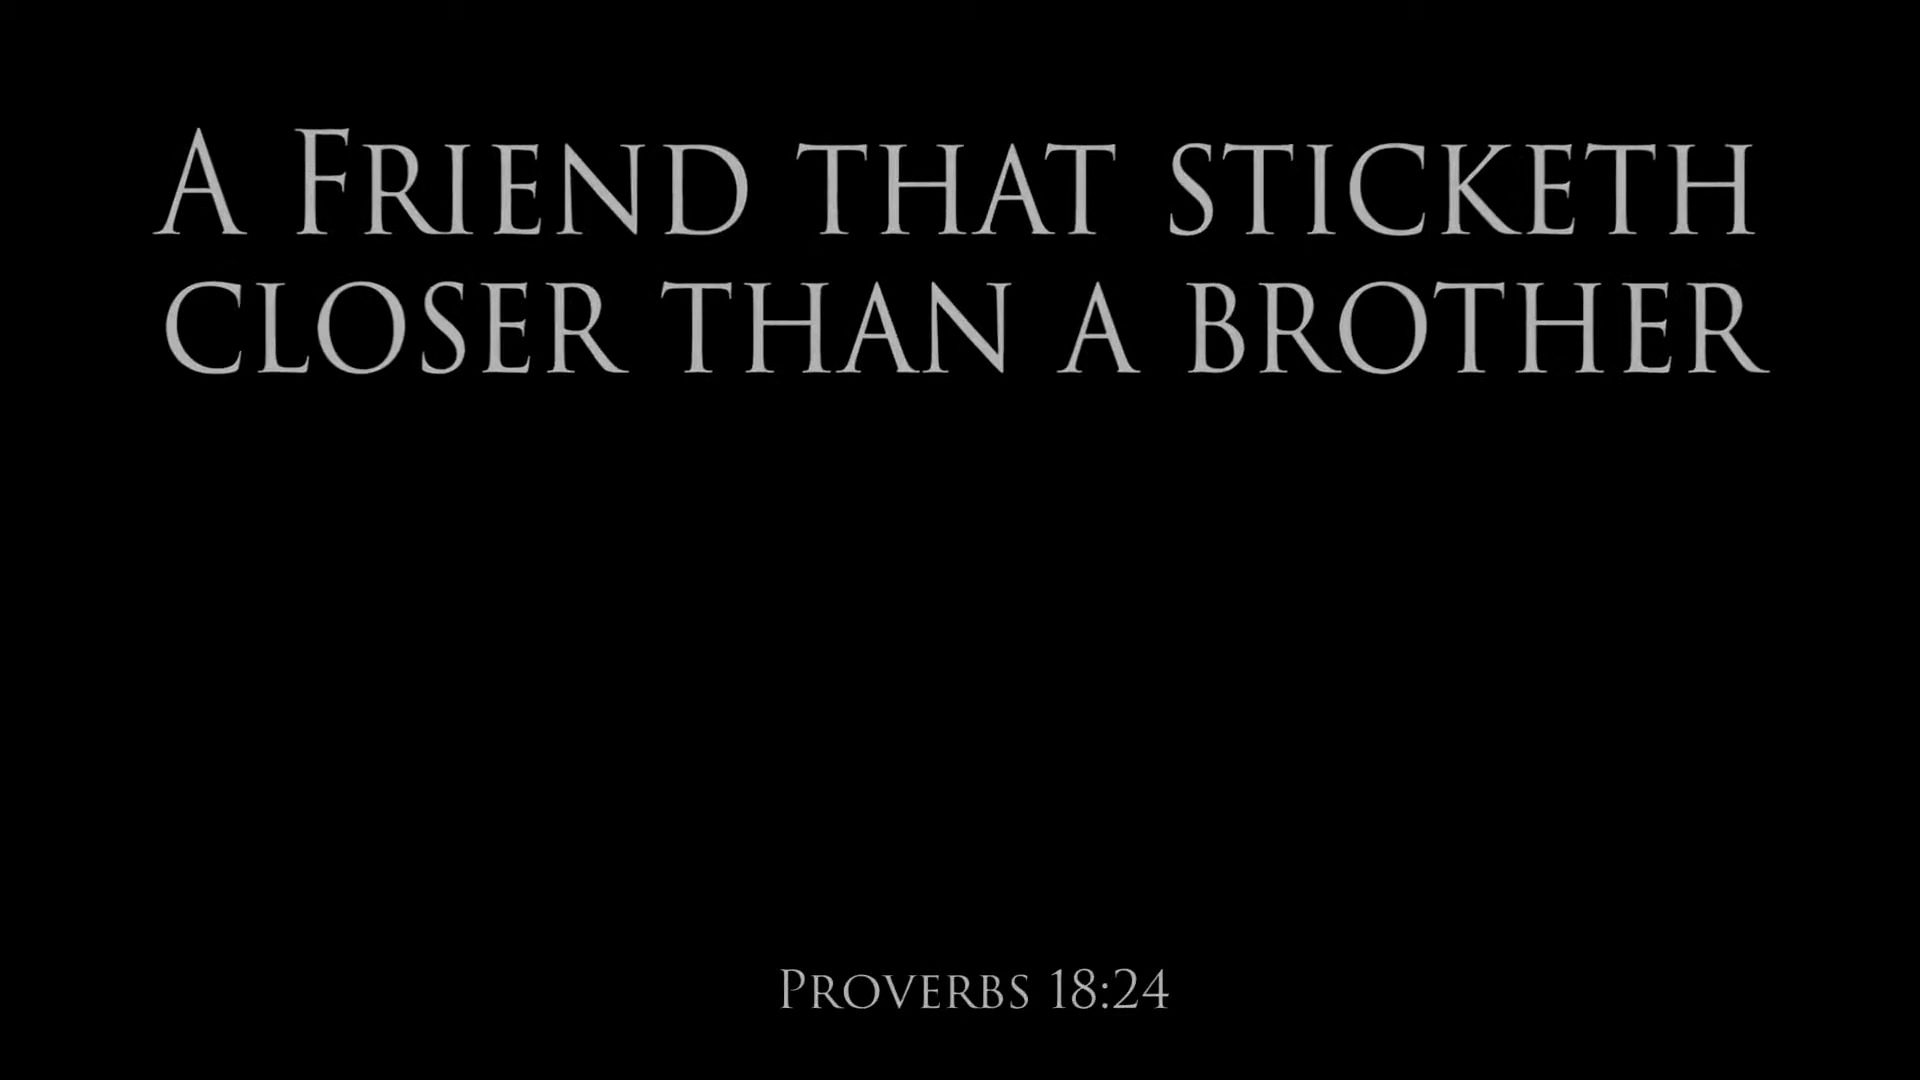 A Friend that sticketh
closer than a brother
Proverbs 18:24